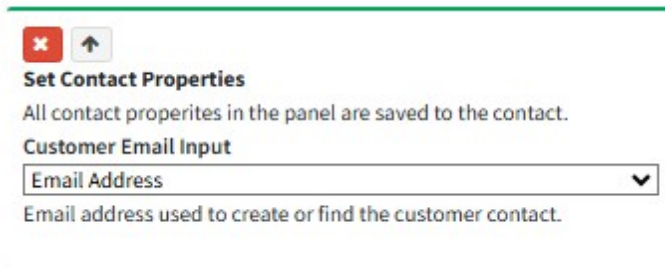 Set Contact Properties
All contact properites in the panel are saved to the contact.
Customer Email Input
Email Address
Email address used to create or find the customer contact.